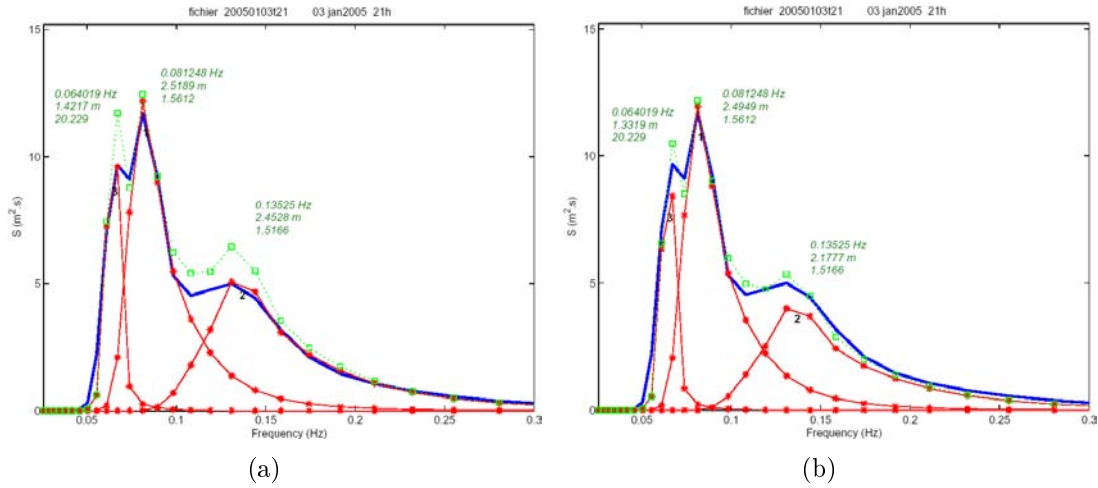 fichier 20050103t21 03 jan2005 21h
15
10
5
0
S (m².s)
0.064019 Hz
1.4217 m
20.229
0.081248 Hz
2.5189 m
1.5612
0.13525 Hz
2.4528 m
1.5166
3
1
2
0.05
0.1
0.15
0.2
0.25
0.3
Frequency (Hz)
(a)
fichier 20050103t21 03 jan2005 21h
15
10
5
0
S (m².s)
0.064019 Hz
1.3319 m
20.229
0.081248 Hz
2.4949 m
1.5612
0.13525 Hz
2.1777 m
1.5166
3
1
2
0.05
0.1
0.15
0.2
0.25
0.3
Frequency (Hz)
(b)